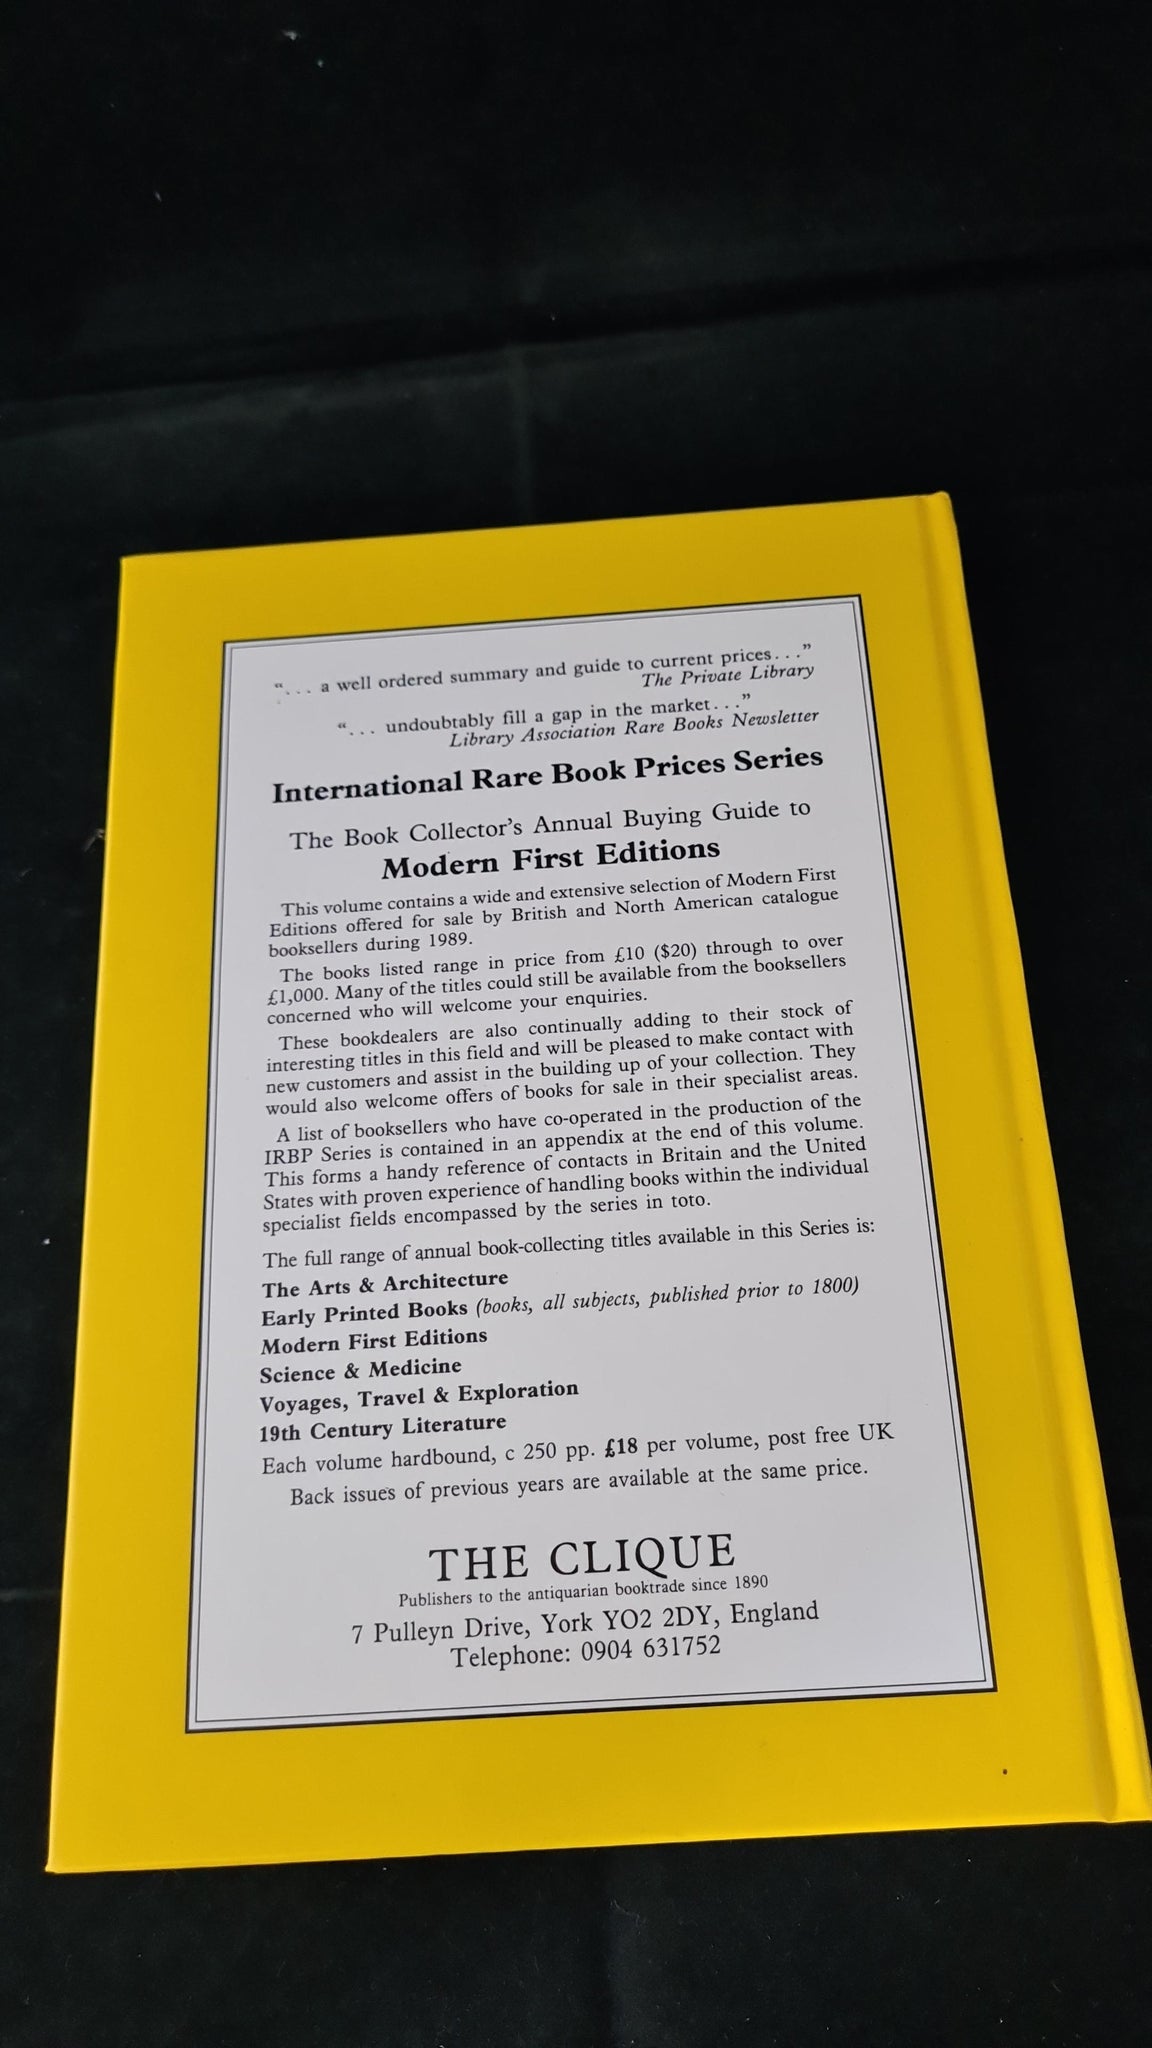 “... a well ordered summary and guide to current prices...”
The Private Library
“... undoubtably fill a gap in the market...”
Library Association Rare Books Newsletter
International Rare Book Prices Series
The Book Collector’s Annual Buying Guide to
Modern First Editions
This volume contains a wide and extensive selection of Modern First
Editions offered for sale by British and North American catalogue
booksellers during 1989.
The books listed range in price from £10 ($20) through to over
£1,000. Many of the titles could still be available from the booksellers
concerned who will welcome your enquiries.
These bookdealers are also continually adding to their stock of
interesting titles in this field and will be pleased to make contact with
new customers and assist in the building up of your collection. They
would also welcome offers of books for sale in their specialist areas.
A list of booksellers who have co-operated in the production of the
IRBP Series is contained in an appendix at the end of this volume.
This forms a handy reference of contacts in Britain and the United
States with proven experience of handling books within the individual
specialist fields encompassed by the series in toto.
The full range of annual book-collecting titles available in this Series is:
The Arts & Architecture
Early Printed Books (books, all subjects, published prior to 1800)
Modern First Editions
Science & Medicine
Voyages, Travel & Exploration
19th Century Literature
Each volume hardbound, c 250 pp. £18 per volume, post free UK
Back issues of previous years are available at the same price.
THE CLIQUE
Publishers to the antiquarian booktrade since 1890
7 Pulleyn Drive, York YO2 2DY, England
Telephone: 0904 631752